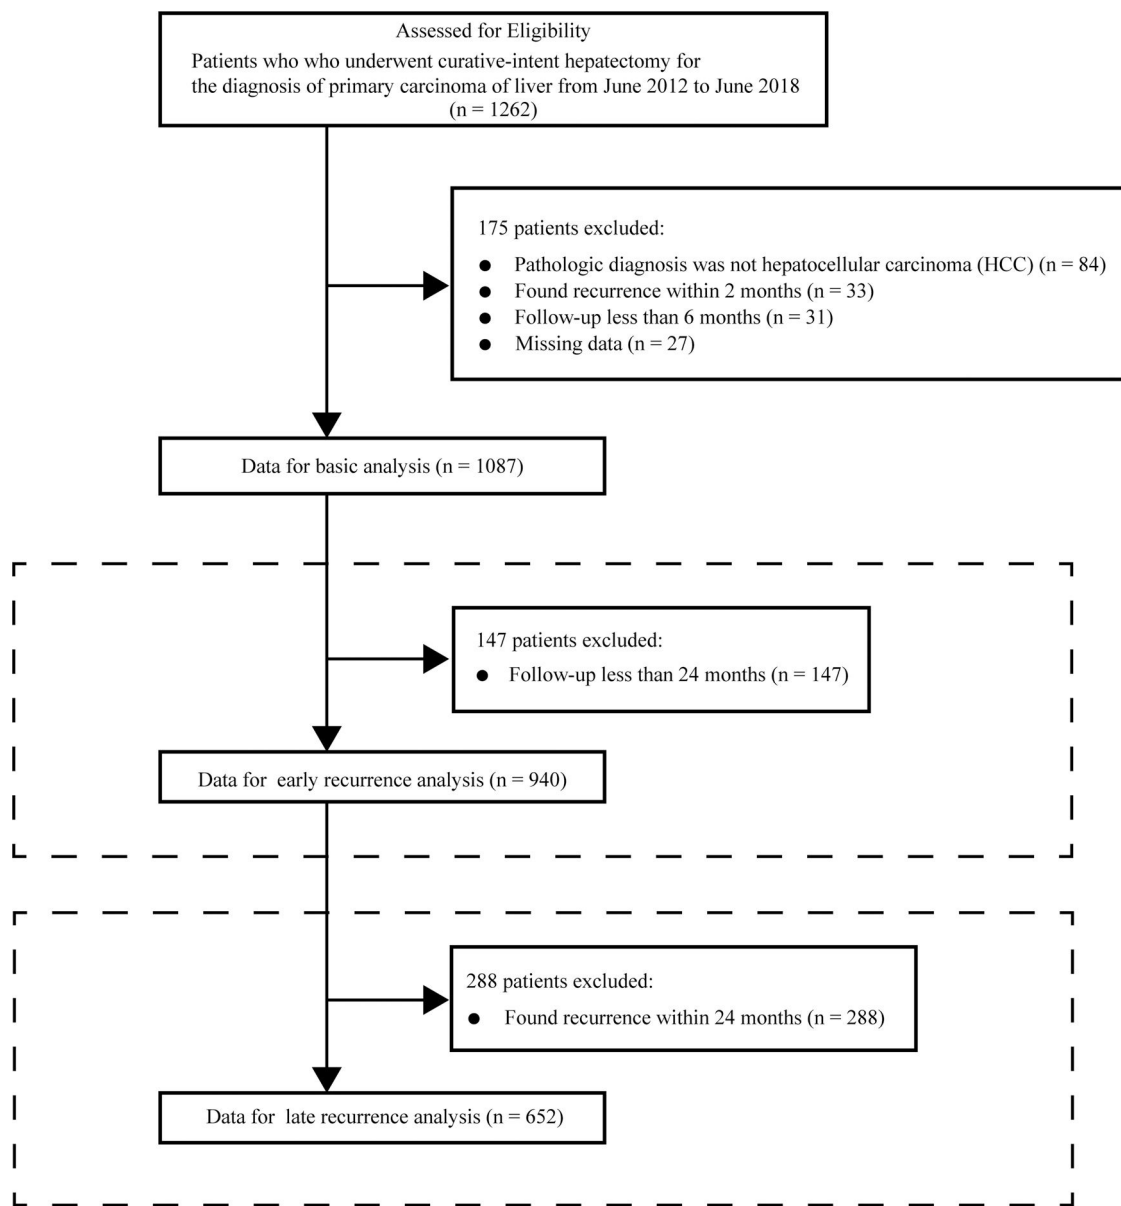 Assessed for Eligibility
Patients who who underwent curative-intent hepatectomy for
the diagnosis of primary carcinoma of liver from June 2012 to June 2018
(n = 1262)
175 patients excluded:
● Pathologic diagnosis was not hepatocellular carcinoma (HCC) (n = 84)
● Found recurrence within 2 months (n = 33)
● Follow-up less than 6 months (n = 31)
● Missing data (n = 27)
Data for basic analysis (n = 1087)
147 patients excluded:
● Follow-up less than 24 months (n = 147)
Data for early recurrence analysis (n = 940)
288 patients excluded:
● Found recurrence within 24 months (n = 288)
Data for late recurrence analysis (n = 652)